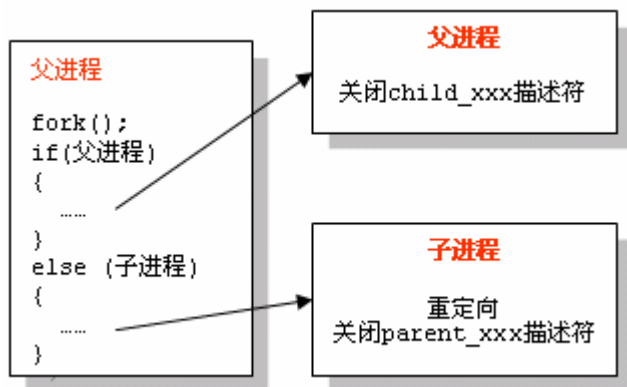 父进程
fork();
if(父进程)
{
……
}
else (子进程)
{
……
}
父进程
关闭child_xxx描述符
子进程
重定向
关闭parent_xxx描述符